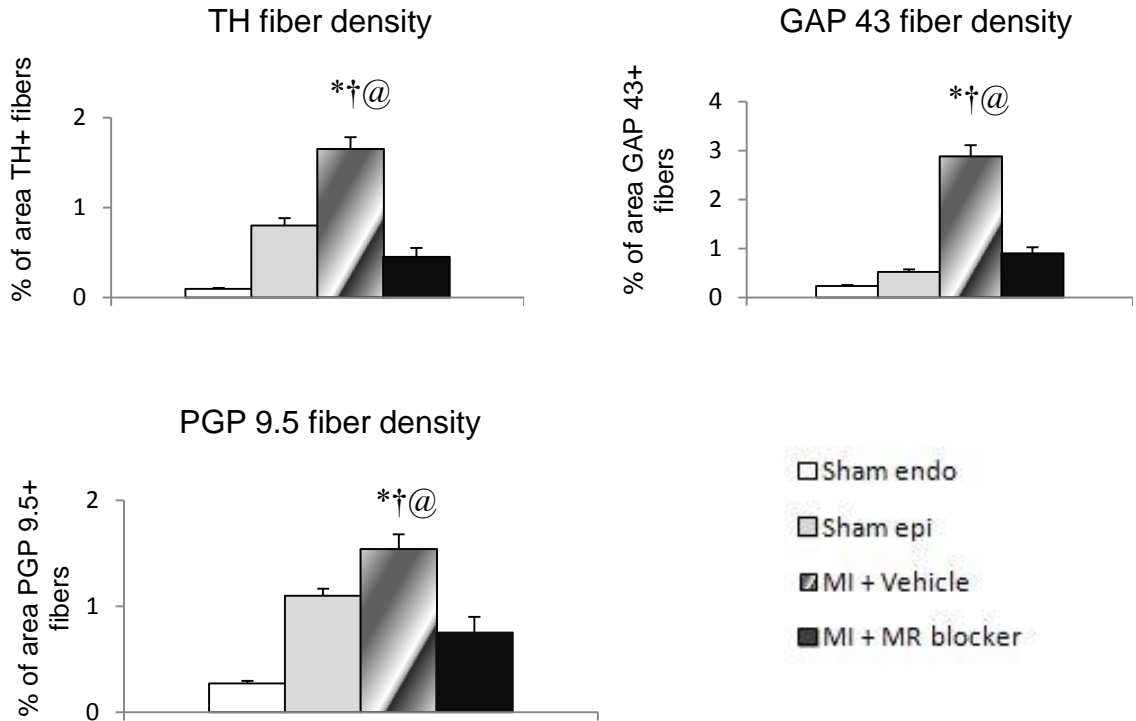 TH fiber density
*†@
% of area TH+ fibers
2
1
0
GAP 43 fiber density
*†@
% of area GAP 43+
fibers
4
3
2
1
0
PGP 9.5 fiber density
*†@
% of area PGP 9.5+
fibers
2
1
0
Sham endo
Sham epi
MI + Vehicle
MI + MR blocker